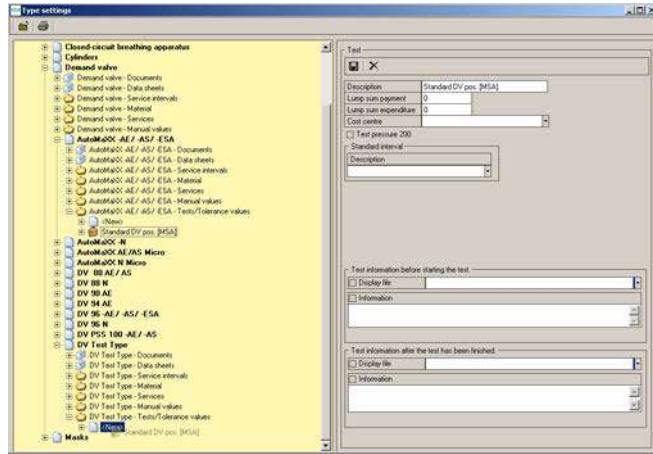 Type settings
Closed-circuit breathing apparatus
Cylinders
Demand valve
Demand valve - Documents
Demand valve - Data sheets
Demand valve - Service intervals
Demand valve - Material
Demand valve - Services
Demand valve - Manual values
AutoMaXX -AE/ -AS/ -ESA
AutoMaXX -AE/ -AS/ -ESA - Documents
AutoMaXX -AE/ -AS/ -ESA - Data sheets
AutoMaXX -AE/ -AS/ -ESA - Service intervals
AutoMaXX -AE/ -AS/ -ESA - Material
AutoMaXX -AE/ -AS/ -ESA - Services
AutoMaXX -AE/ -AS/ -ESA - Manual values
AutoMaXX -AE/ -AS/ -ESA - Tests/Tolerance values
<New>
Standard DV pos. [MSA]
AutoMaXX -N
AutoMaXX AE/AS Micro
AutoMaXX N Micro
DV 88 AE/ AS
DV 88 N
DV 90 AE
DV 94 AE
DV 96 -AE/ -AS/ -ESA
DV 96 N
DV PSS 100 -AE/ -AS
DV Test Type
DV Test Type - Documents
DV Test Type - Data sheets
DV Test Type - Service intervals
DV Test Type - Material
DV Test Type - Services
DV Test Type - Manual values
DV Test Type - Tests/Tolerance values
<New>
Standard DV pos. [MSA]
Masks
Test
Description Standard DV pos. [MSA]
Lump sum payment 0
Lump sum expenditure 0
Cost centre
Test pressure 200
Standard interval
Description
Test information before starting the test.
Display file
Information
Test information after the test has been finished.
Display file
Information